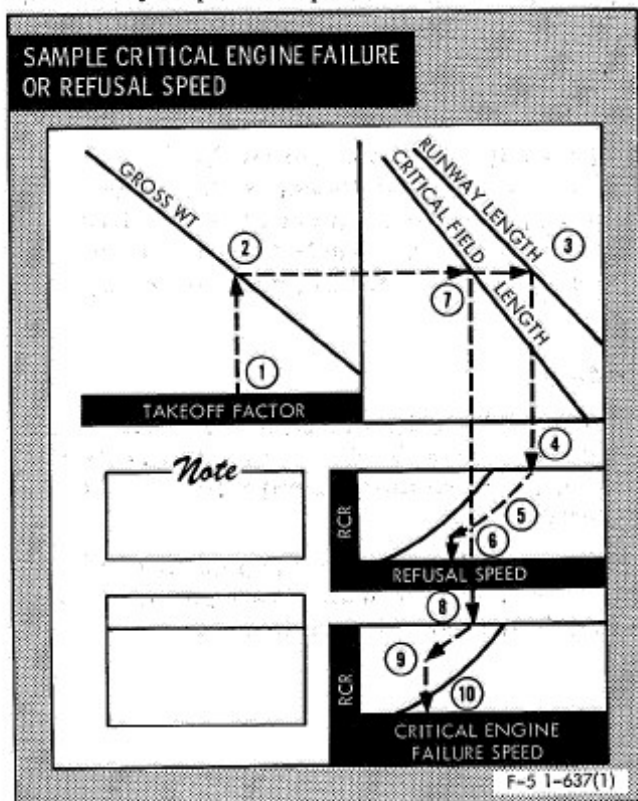 SAMPLE CRITICAL ENGINE FAILURE
OR REFUSAL SPEED
GROSS WT
2
1
TAKEOFF FACTOR
RUNWAY LENGTH
CRITICAL FIELD LENGTH
3
7
4
Note
RCR
5
6
REFUSAL SPEED
8
RCR
9
10
CRITICAL ENGINE
FAILURE SPEED
F-5 1-637(1)